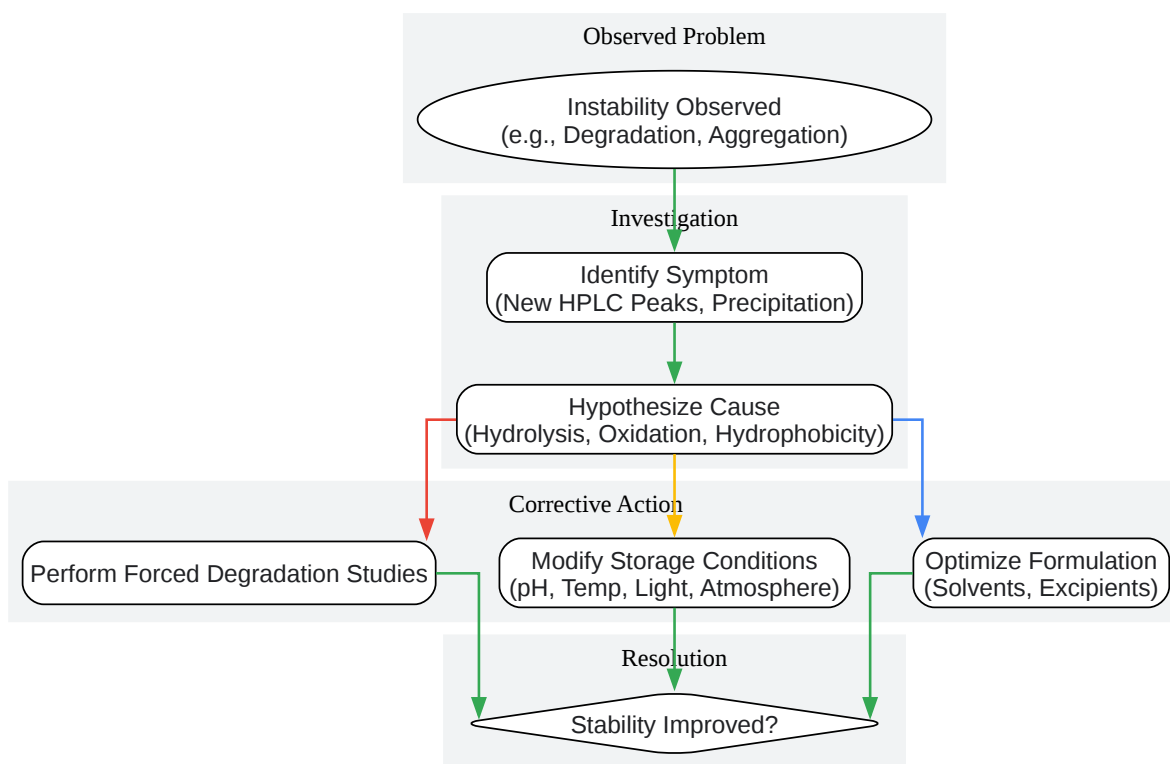 Observed Problem
Instability Observed
(e.g., Degradation, Aggregation)
Investigation
Identify Symptom
(New HPLC Peaks, Precipitation)
Hypothesize Cause
(Hydrolysis, Oxidation, Hydrophobicity)
Corrective Action
Perform Forced Degradation Studies
Modify Storage Conditions
(pH, Temp, Light, Atmosphere)
Optimize Formulation
(Solvents, Excipients)
Resolution
Stability Improved?